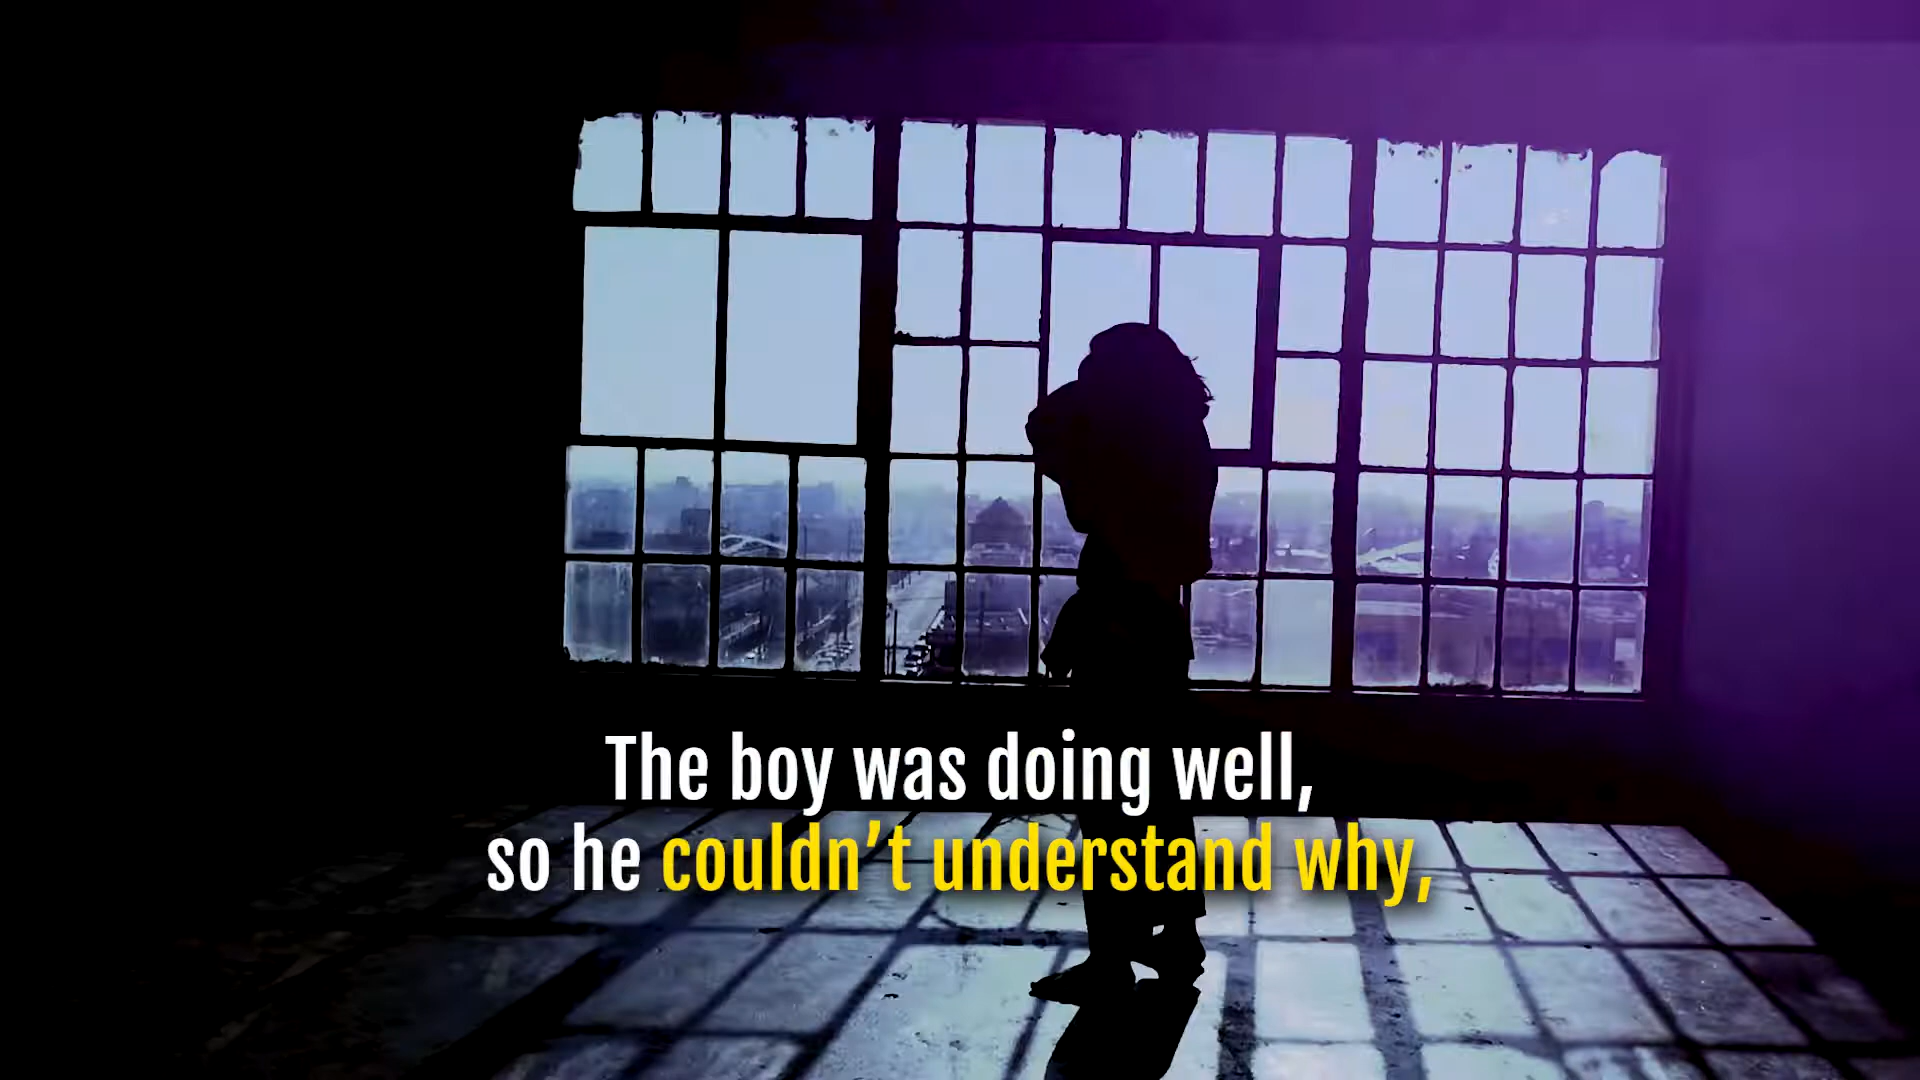 The boy was doing well,
so he couldn’t understand why,